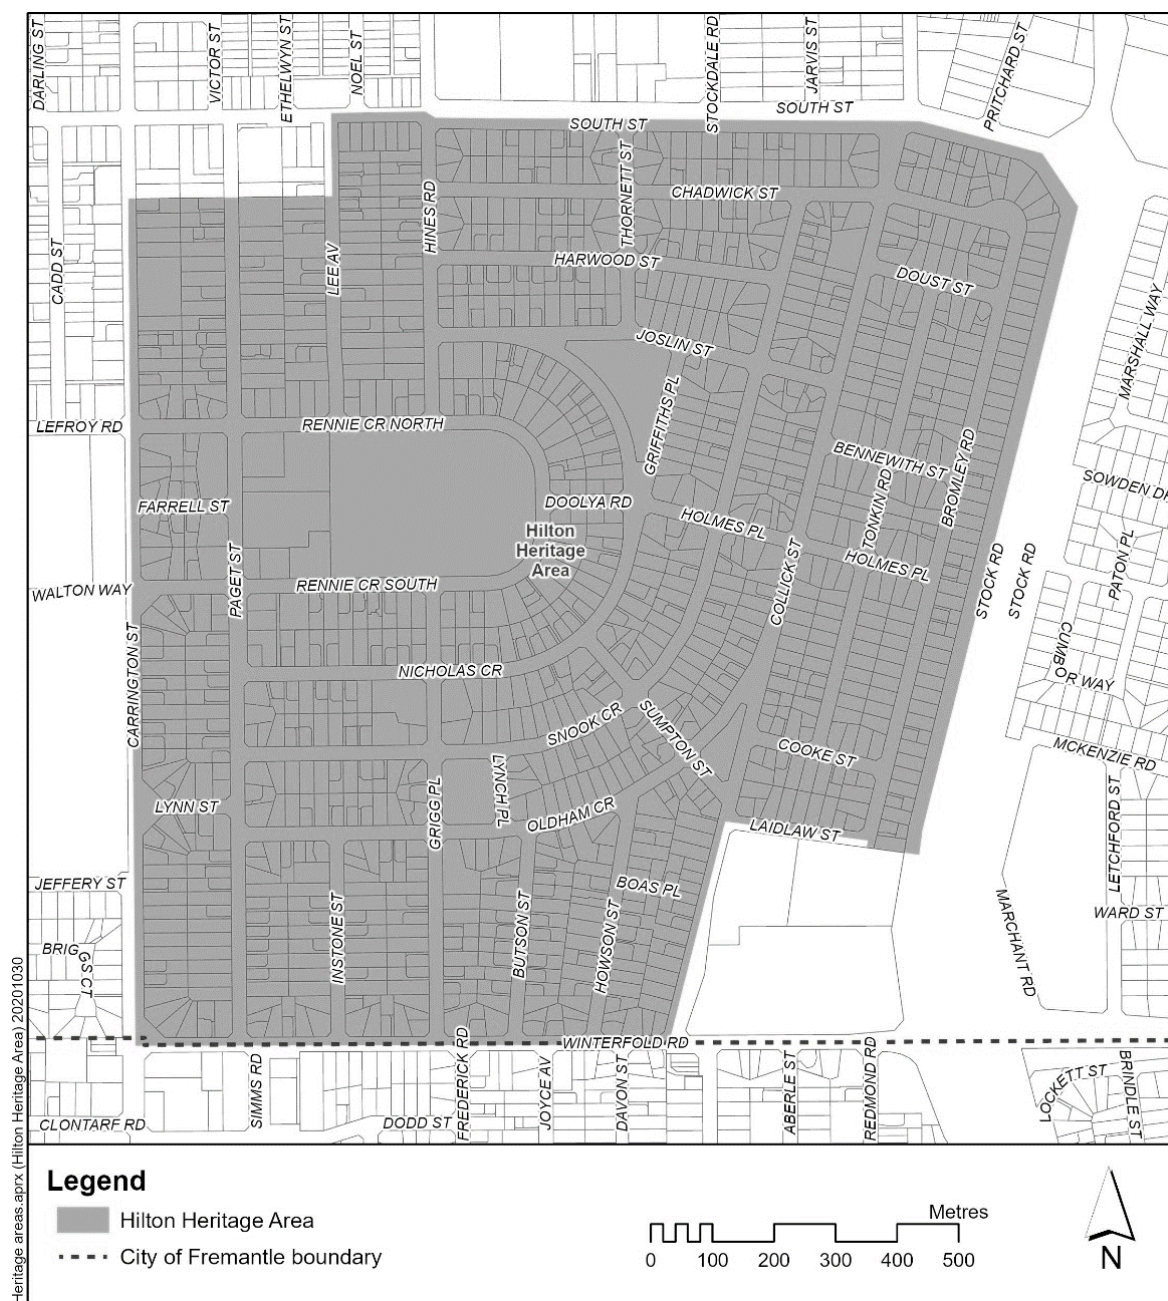 DARLING ST
VICTOR ST
ETHELWYN ST
NOEL ST
STOCKDALE RD
JARVIS ST
PRITCHARD ST
SOUTH ST
SOUTH ST
THORNETT ST
CHADWICK ST
HINES RD
CADD ST
LEE AV
HARWOOD ST
DOUST ST
MARSHALL WAY
JOSLIN ST
GRIFFITHS PL
LEFROY RD
RENNIE CR NORTH
BENNEWITH ST
BROMLEY RD
SOWDEN DR
FARRELL ST
DOOLYA RD
TONKIN RD
HOLMES PL
Hilton
Heritage
Area
HOLMES PL
PAGET ST
COLLICK ST
STOCK RD
STOCK RD
PATON PL
WALTON WAY
RENNIE CR SOUTH
CARRINGTON ST
NICHOLAS CR
CUMBOR WAY
SNOOK CR
SUMPTON ST
COOKE ST
MCKENZIE RD
LYNN ST
GRIGG PL
LYNCH PL
OLDHAM CR
LAIDLAW ST
LETCHFORD ST
JEFFERY ST
BOAS PL
INSTONE ST
BUTSON ST
HOWSON ST
MARCHANT RD
WARD ST
BRIGGS CT
WINTERFOLD RD
SIMMS RD
FREDERICK RD
JOYCE AV
DAVON ST
ABERLE ST
REDMOND RD
LOCKETT ST
BRINDLE ST
CLONTARF RD
DODD ST
Heritage areas.aprx (Hilton Heritage Area) 20201030
Legend
Hilton Heritage Area
City of Fremantle boundary
Metres
0 100 200 300 400 500
N